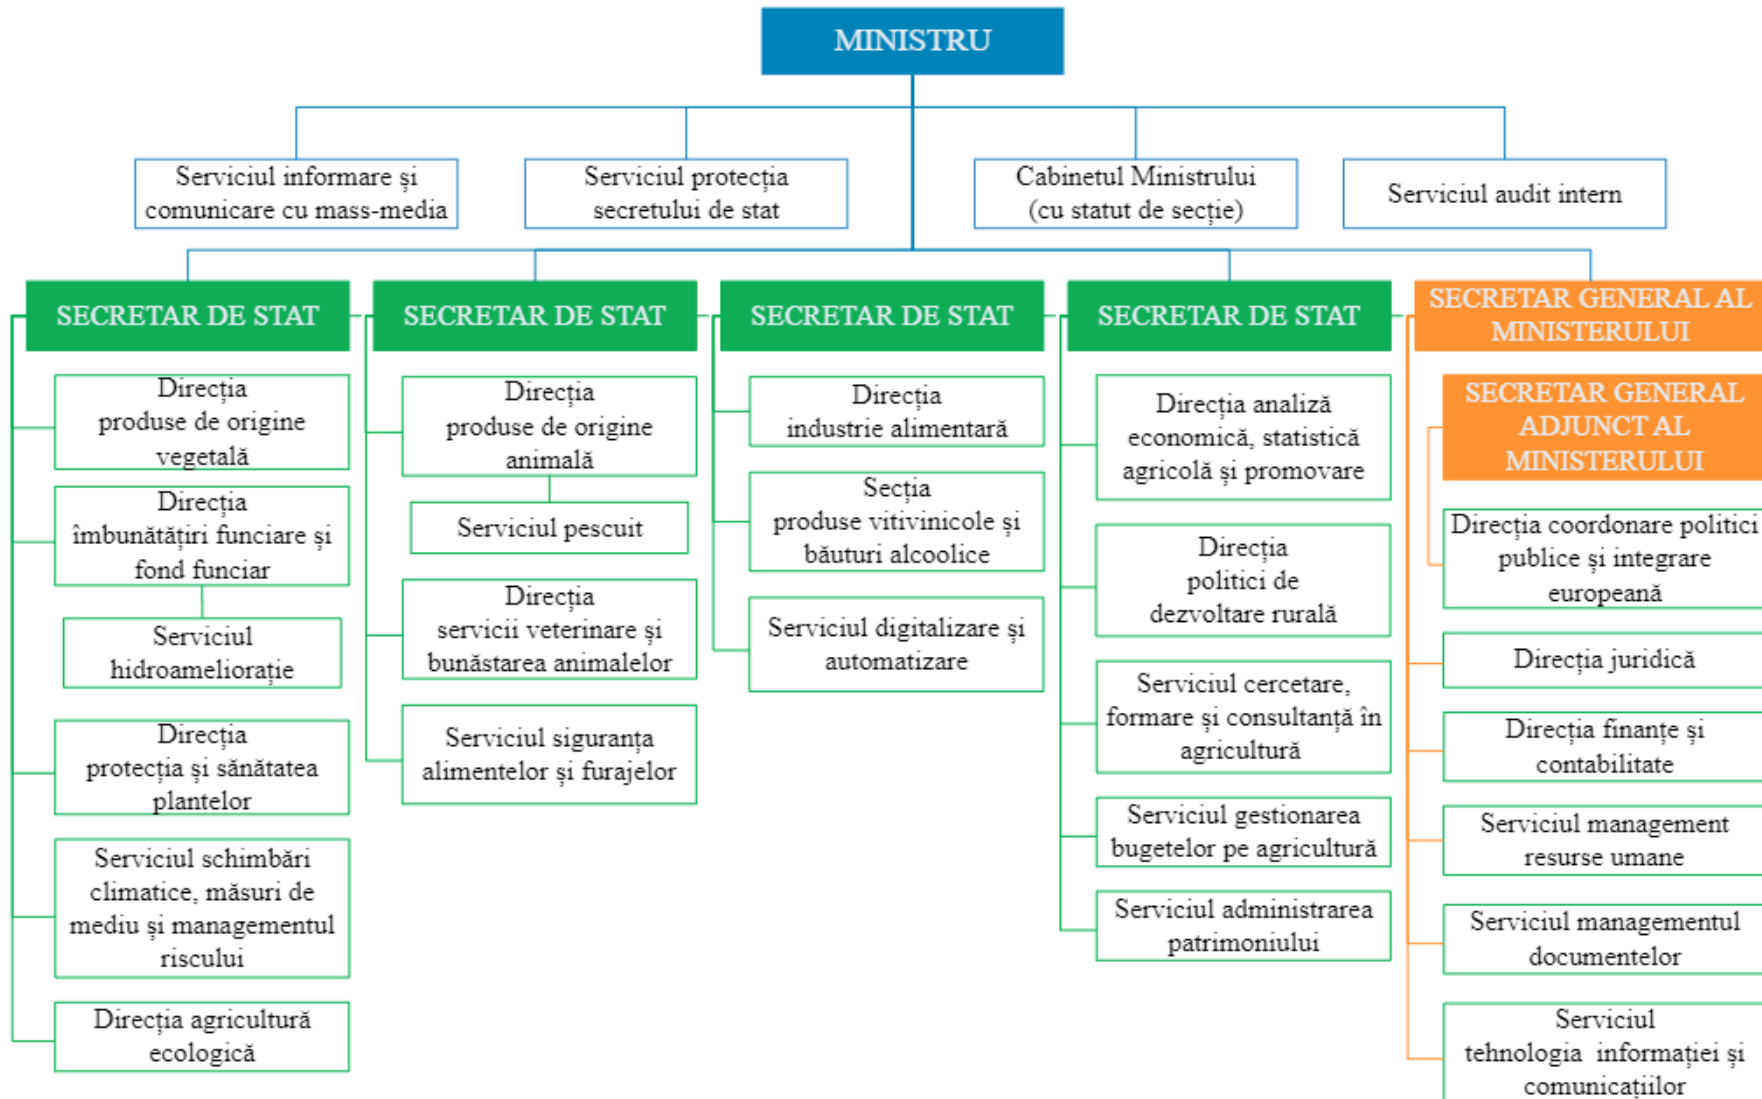 MINISTRU
Serviciul informare și
comunicare cu mass-media
Serviciul protecția
secretului de stat
Cabinetul Ministrului
(cu statut de secție)
Serviciul audit intern
SECRETAR DE STAT
Direcția
produse de origine
vegetală
Direcția
îmbunătățiri funciare și
fond funciar
Serviciul
hidroameliorație
Direcția
protecția și sănătatea
plantelor
Serviciul schimbări
climatice, măsuri de
mediu și managementul
riscului
Direcția agricultură
ecologică
SECRETAR DE STAT
Direcția
produse de origine
animală
Serviciul pescuit
Direcția
servicii veterinare și
bunăstarea animalelor
Serviciul siguranța
alimentelor și furajelor
SECRETAR DE STAT
Direcția
industrie alimentară
Secția
produse vitivinicole și
băuturi alcoolice
Serviciul digitalizare și
automatizare
SECRETAR DE STAT
Direcția analiză
economică, statistică
agricolă și promovare
Direcția
politici de
dezvoltare rurală
Serviciul cercetare,
formare și consultanță în
agricultură
Serviciul gestionarea
bugetelor pe agricultură
Serviciul administrarea
patrimoniului
SECRETAR GENERAL AL
MINISTERULUI
SECRETAR GENERAL
ADJUNCT AL
MINISTERULUI
Direcția coordonare politici
publice și integrare
europeană
Direcția juridică
Direcția finanțe și
contabilitate
Serviciul management
resurse umane
Serviciul managementul
documentelor
Serviciul
tehnologia informației și
comunicațiilor